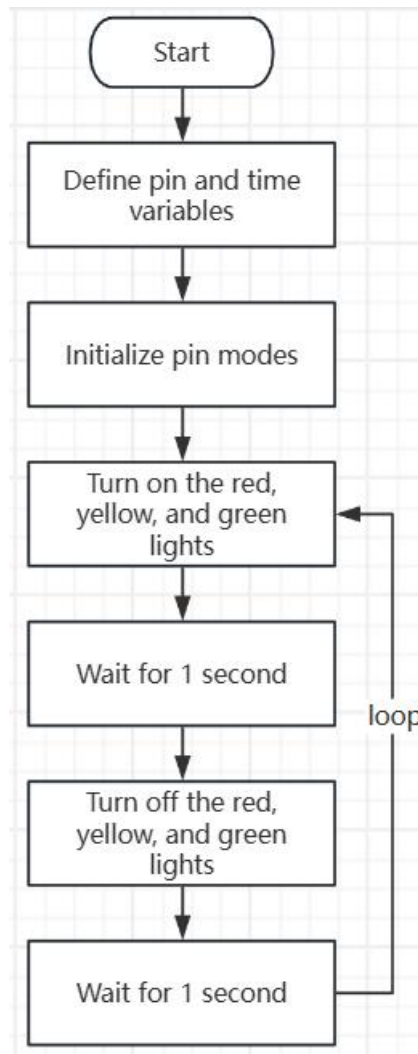 Start
Define pin and time
variables
Initialize pin modes
Turn on the red,
yellow, and green
lights
Wait for 1 second
loop
Turn off the red,
yellow, and green
lights
Wait for 1 second